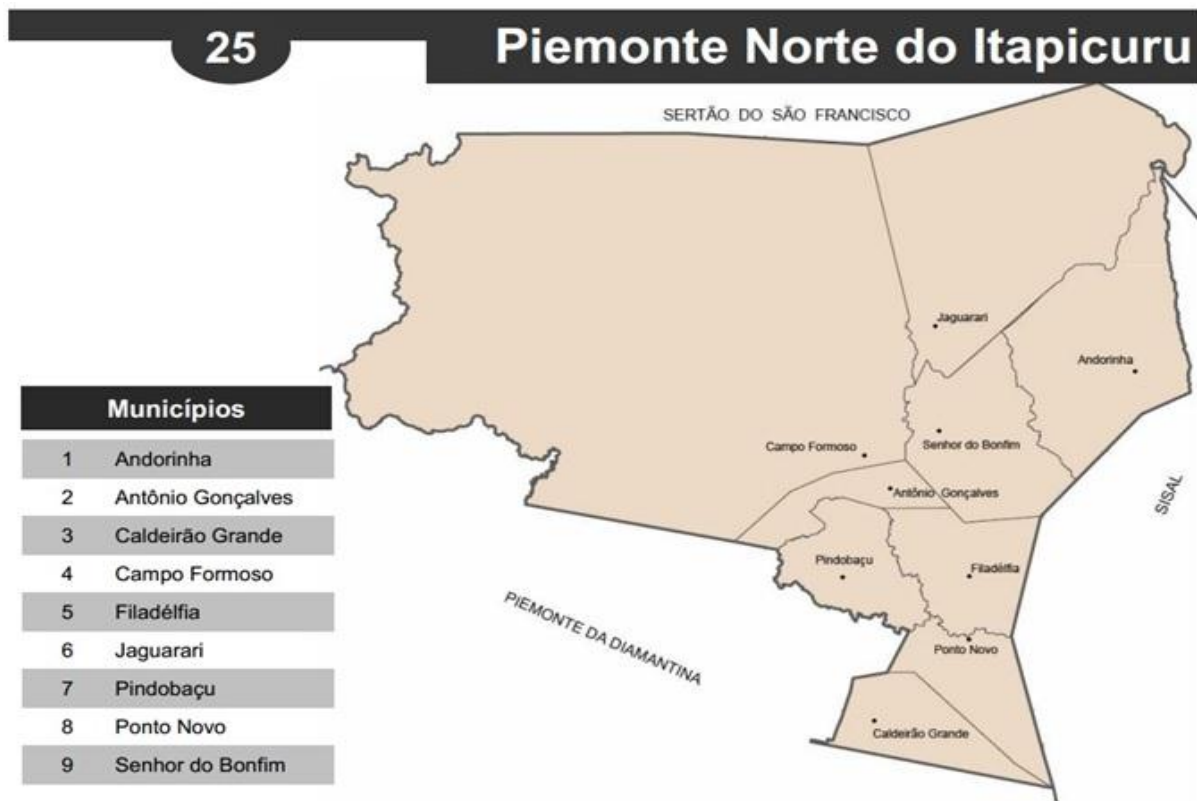 25
Piemonte Norte do Itapicuru
SERTÃO DO SÃO FRANCISCO
Jaguarari
Andorinha
Senhor do Bonfim
Campo Formoso
Antônio Gonçalves
SISAL
Pindobaçu
Filadélfia
PIEMONTE DA DIAMANTINA
Ponto Novo
Caldeirão Grande
Municípios
1 Andorinha
2 Antônio Gonçalves
3 Caldeirão Grande
4 Campo Formoso
5 Filadélfia
6 Jaguarari
7 Pindobaçu
8 Ponto Novo
9 Senhor do Bonfim